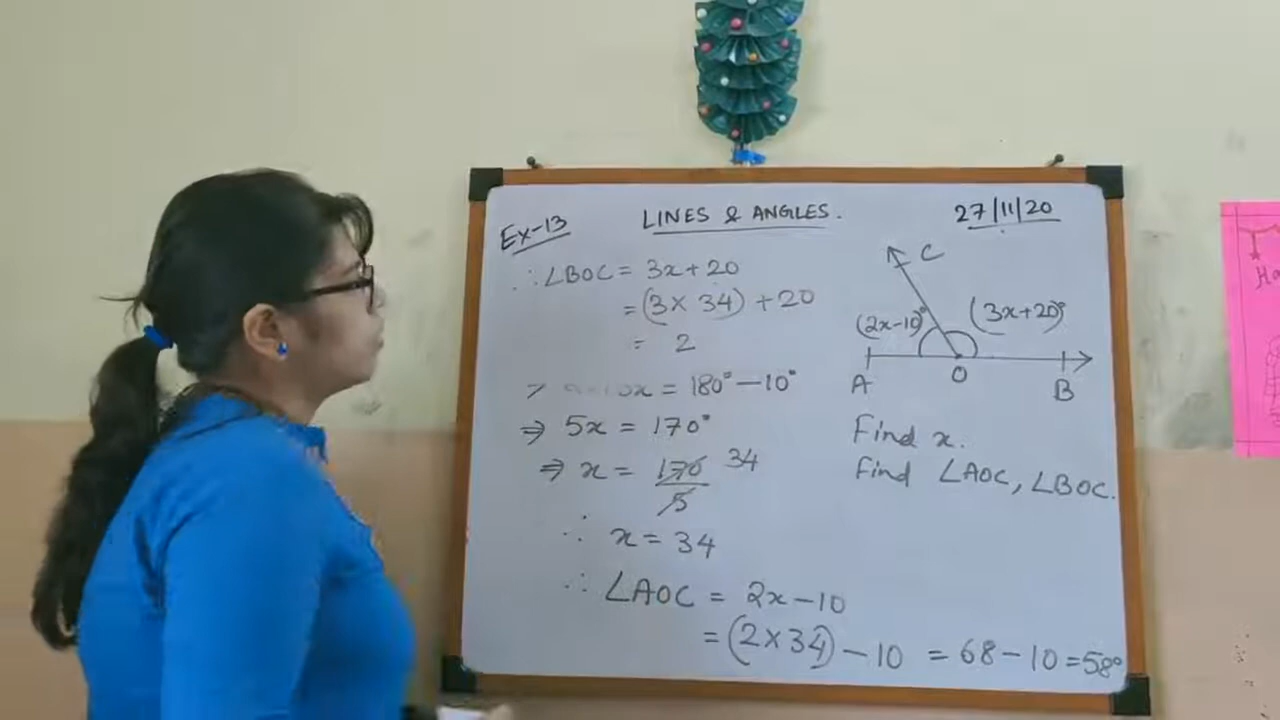 Ex-13
LINES & ANGLES.
27/11/20
∴ ∠BOC = 3x+20
= (3 × 34) + 20
= 2
x = 180° – 10°
⇒ 5x = 170°
⇒ x = 170/5 34
∴ x = 34
∴ ∠AOC = 2x – 10
= (2 × 34) – 10 = 68 – 10 = 58°
C
(2x-10)°
(3x+20)°
A O B
Find x.
Find ∠AOC, ∠BOC.